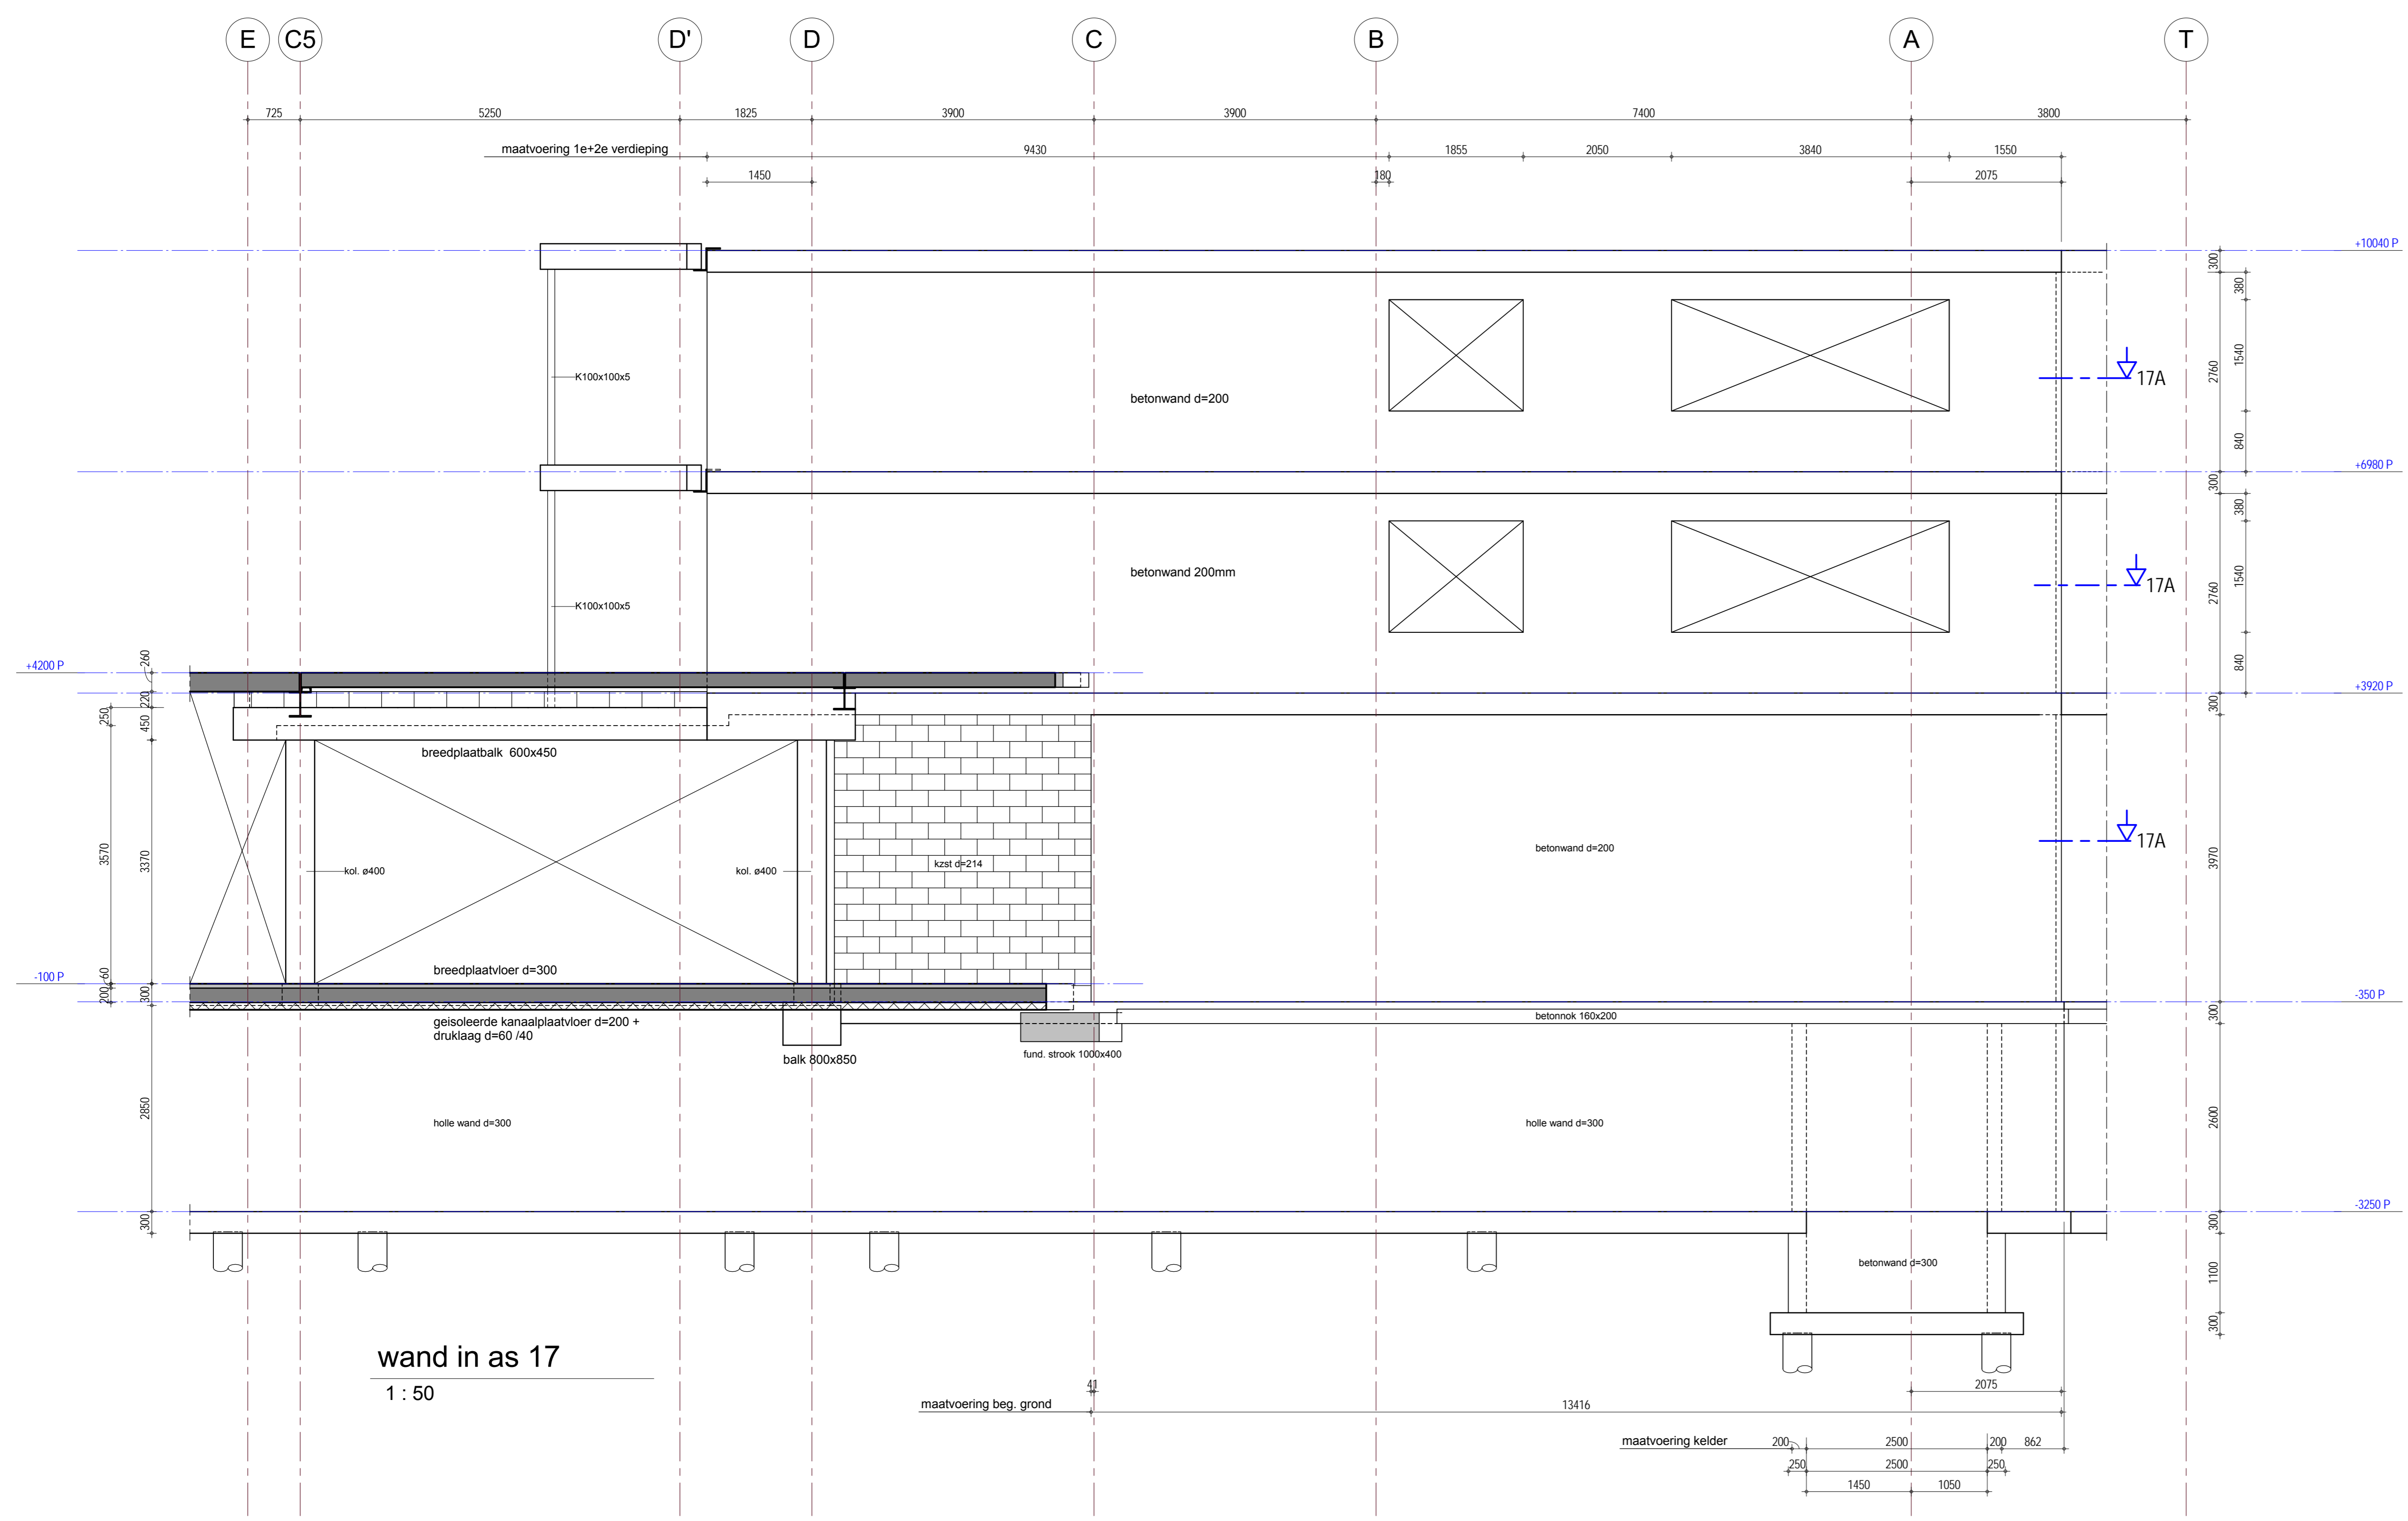 E C5 D' D C B A T
725 5250 1825 3900 3900 7400 3800
maatvoering 1e+2e verdieping 9430 1855 2050 3840 1550
1450 180 2075
+10040 P
300
380
K100x100x5
betonwand d=200
2760
1540
17A
840
+6980 P
300
380
betonwand 200mm
K100x100x5
2760
1540
17A
840
+4200 P
260
220
+3920 P
250
450
300
breedplaatbalk 600x450
3570
3370
kol. ø400
kol. ø400
kzst d=214
betonwand d=200
17A
3970
-100 P
60
200
300
breedplaatvloer d=300
-350 P
300
geisoleerde kanaalplaatvloer d=200 +
druklaag d=60 /40
balk 800x850
fund. strook 1000x400
betonnok 160x200
2850
holle wand d=300
holle wand d=300
2600
-3250 P
300
300
betonwand d=300
1100
300
wand in as 17
1 : 50
41
2075
maatvoering beg. grond 13416
maatvoering kelder 200 2500 200 862
250 2500 250
1450 1050